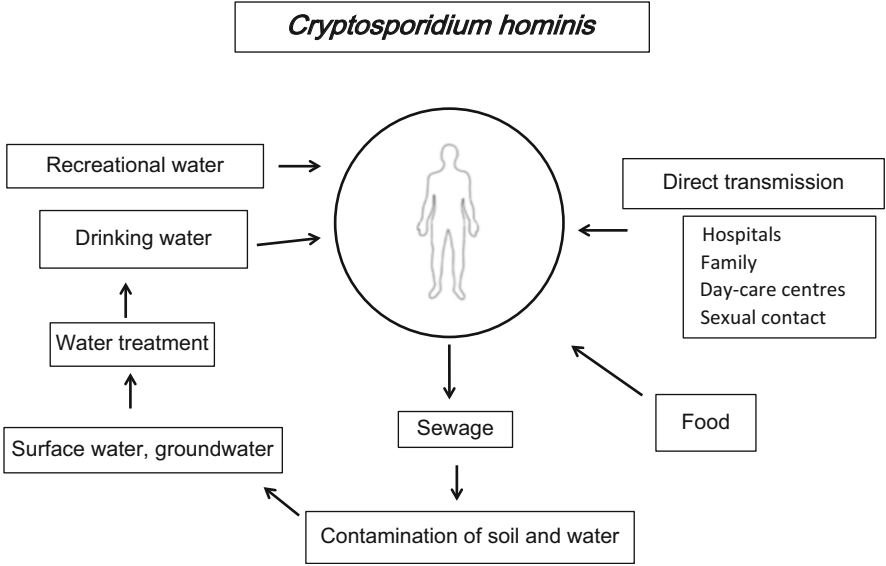 Cryptosporidium hominis
Recreational water
Drinking water
Water treatment
Surface water, groundwater
Sewage
Contamination of soil and water
Direct transmission
Hospitals
Family
Day-care centres
Sexual contact
Food